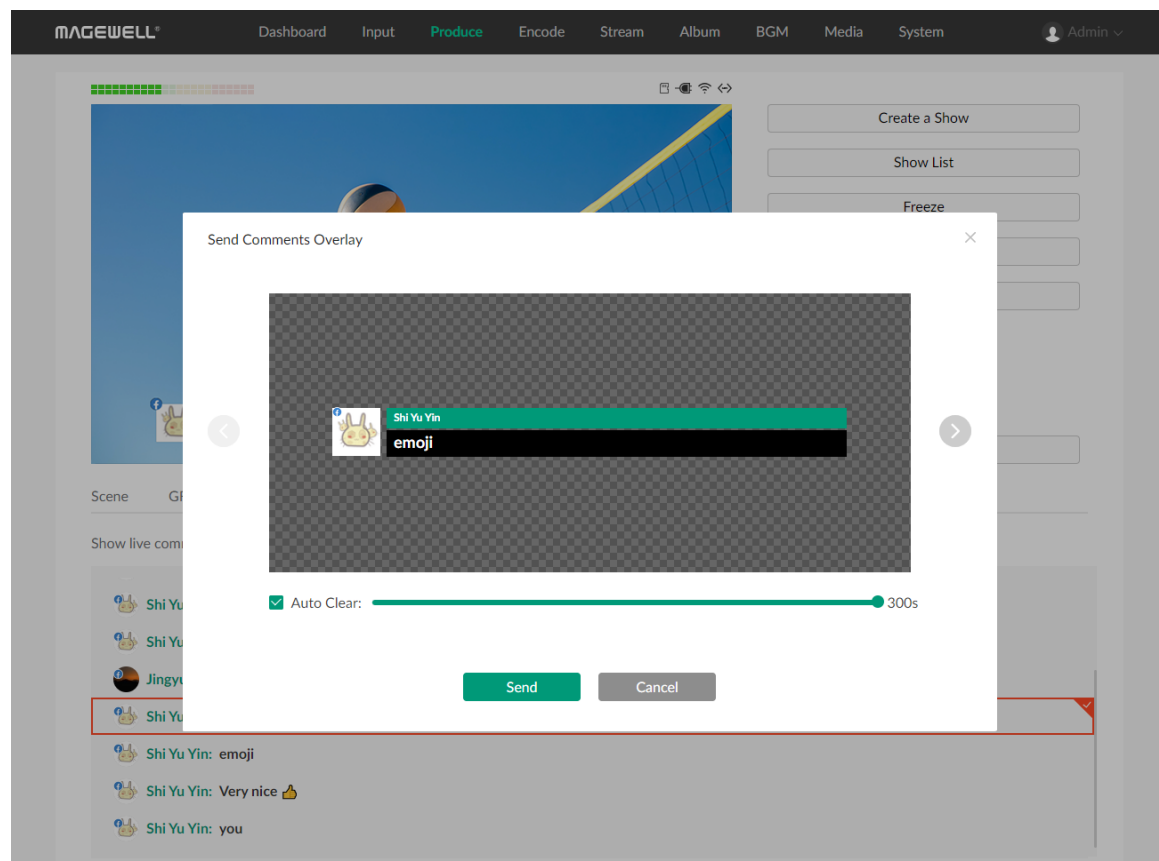 MAGEWELL®
Dashboard Input Produce Encode Stream Album BGM Media System Admin
Create a Show
Show List
Freeze
Send Comments Overlay
Shi Yu Yin
emoji
Auto Clear: 300s
Send Cancel
Scene
Show live
Shi Yu
Shi Yu
Shi Yu
Shi Yu Yin: emoji
Shi Yu Yin: Very nice 👍
Shi Yu Yin: you